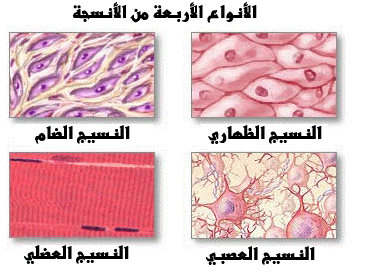 الأنواع الأربعة من الأنسجة
النسيج الظهاري
النسيج الضام
النسيج العصبي
النسيج العضلي